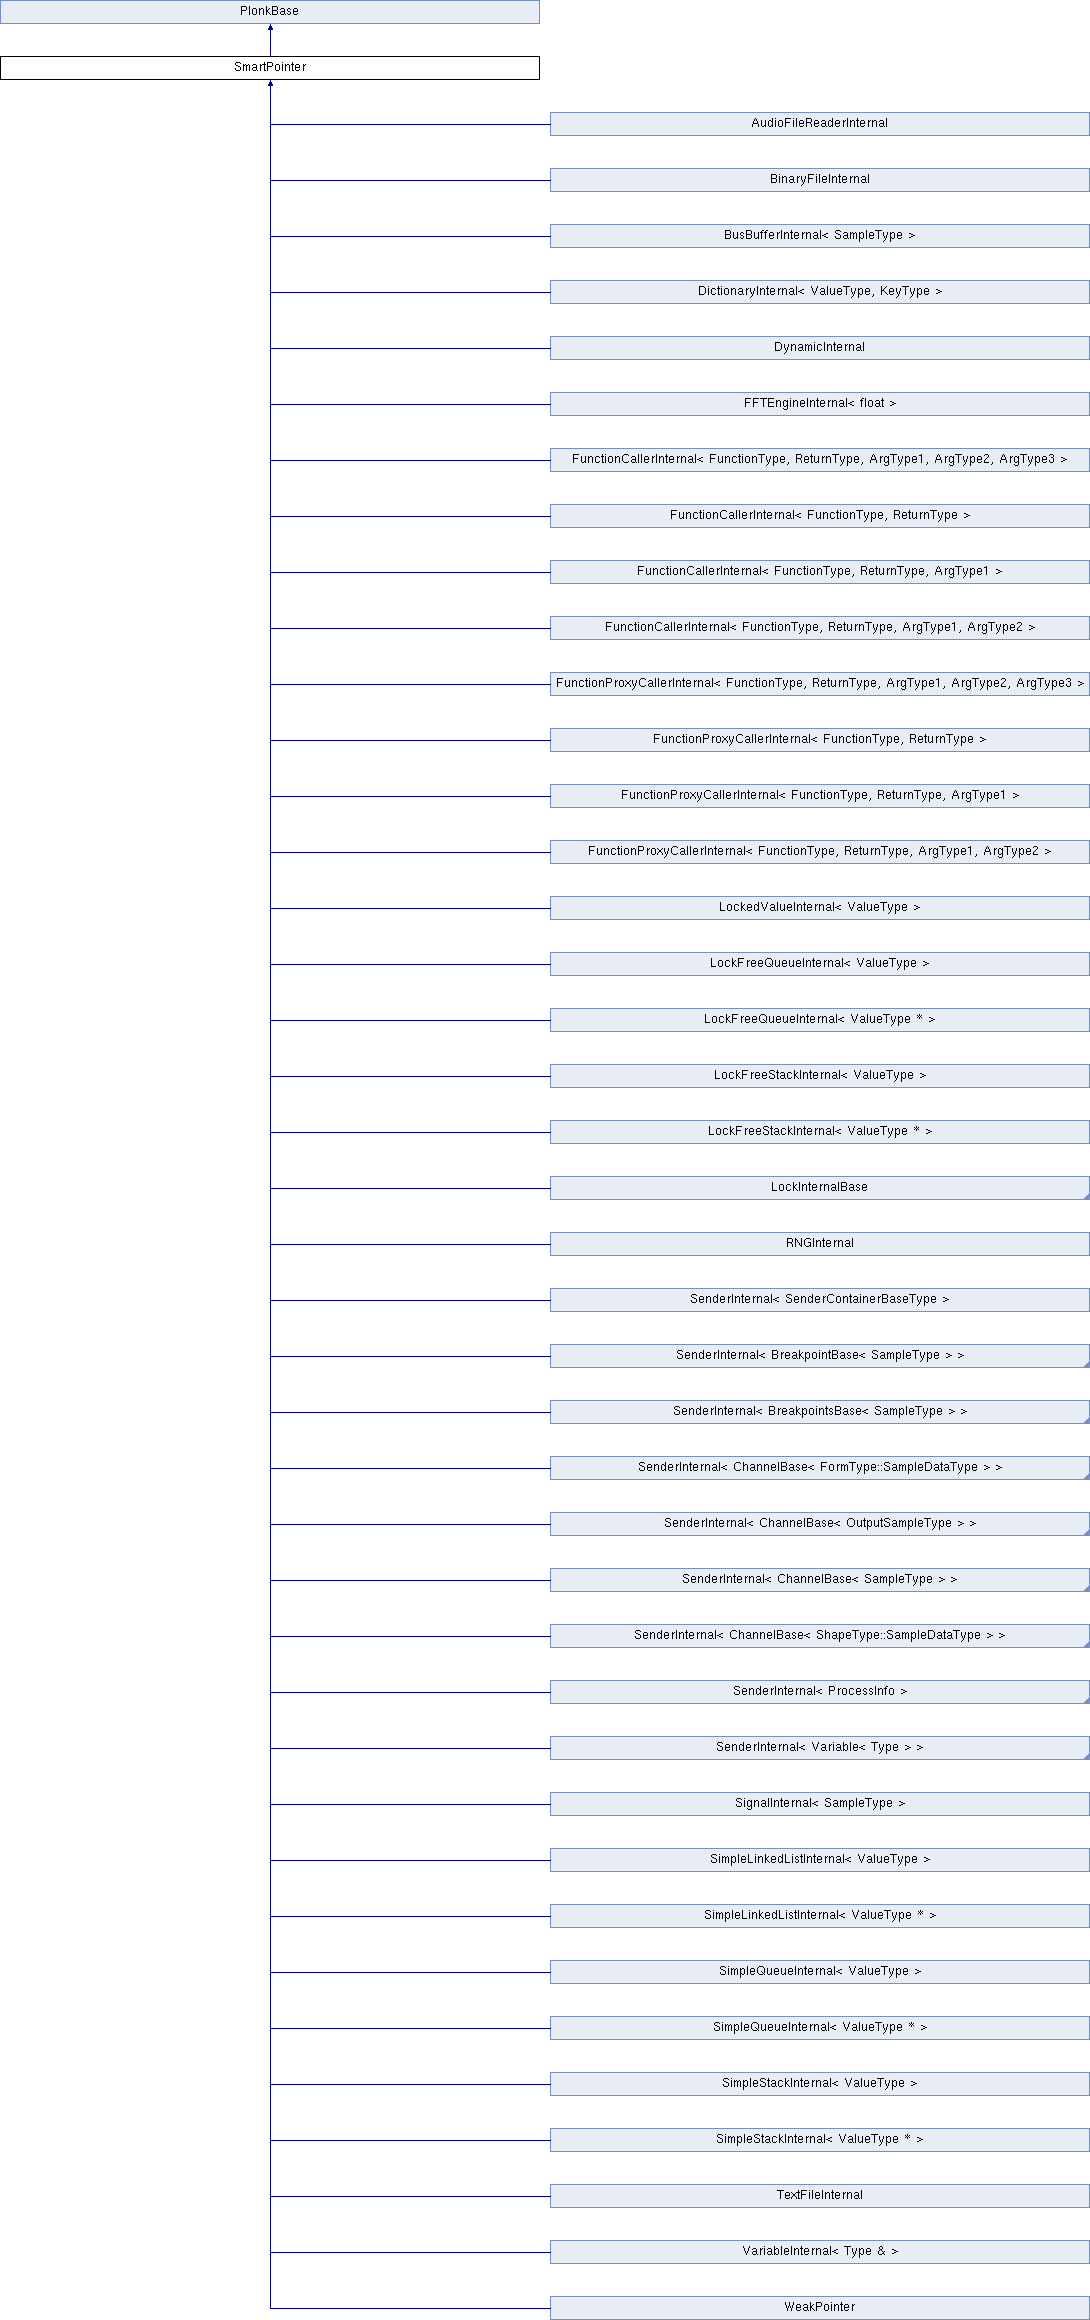 PlonkBase
SmartPointer
AudioFileReaderInternal
BinaryFileInternal
BusBufferInternal< SampleType >
DictionaryInternal< ValueType, KeyType >
DynamicInternal
FFTEngineInternal< float >
FunctionCallerInternal< FunctionType, ReturnType, ArgType1, ArgType2, ArgType3 >
FunctionCallerInternal< FunctionType, ReturnType >
FunctionCallerInternal< FunctionType, ReturnType, ArgType1 >
FunctionCallerInternal< FunctionType, ReturnType, ArgType1, ArgType2 >
FunctionProxyCallerInternal< FunctionType, ReturnType, ArgType1, ArgType2, ArgType3 >
FunctionProxyCallerInternal< FunctionType, ReturnType >
FunctionProxyCallerInternal< FunctionType, ReturnType, ArgType1 >
FunctionProxyCallerInternal< FunctionType, ReturnType, ArgType1, ArgType2 >
LockedValueInternal< ValueType >
LockFreeQueueInternal< ValueType >
LockFreeQueueInternal< ValueType * >
LockFreeStackInternal< ValueType >
LockFreeStackInternal< ValueType * >
LockInternalBase
RNGInternal
SenderInternal< SenderContainerBaseType >
SenderInternal< BreakpointBase< SampleType > >
SenderInternal< BreakpointsBase< SampleType > >
SenderInternal< ChannelBase< FormType::SampleDataType > >
SenderInternal< ChannelBase< OutputSampleType > >
SenderInternal< ChannelBase< SampleType > >
SenderInternal< ChannelBase< ShapeType::SampleDataType > >
SenderInternal< ProcessInfo >
SenderInternal< Variable< Type > >
SignalInternal< SampleType >
SimpleLinkedListInternal< ValueType >
SimpleLinkedListInternal< ValueType * >
SimpleQueueInternal< ValueType >
SimpleQueueInternal< ValueType * >
SimpleStackInternal< ValueType >
SimpleStackInternal< ValueType * >
TextFileInternal
VariableInternal< Type & >
WeakPointer